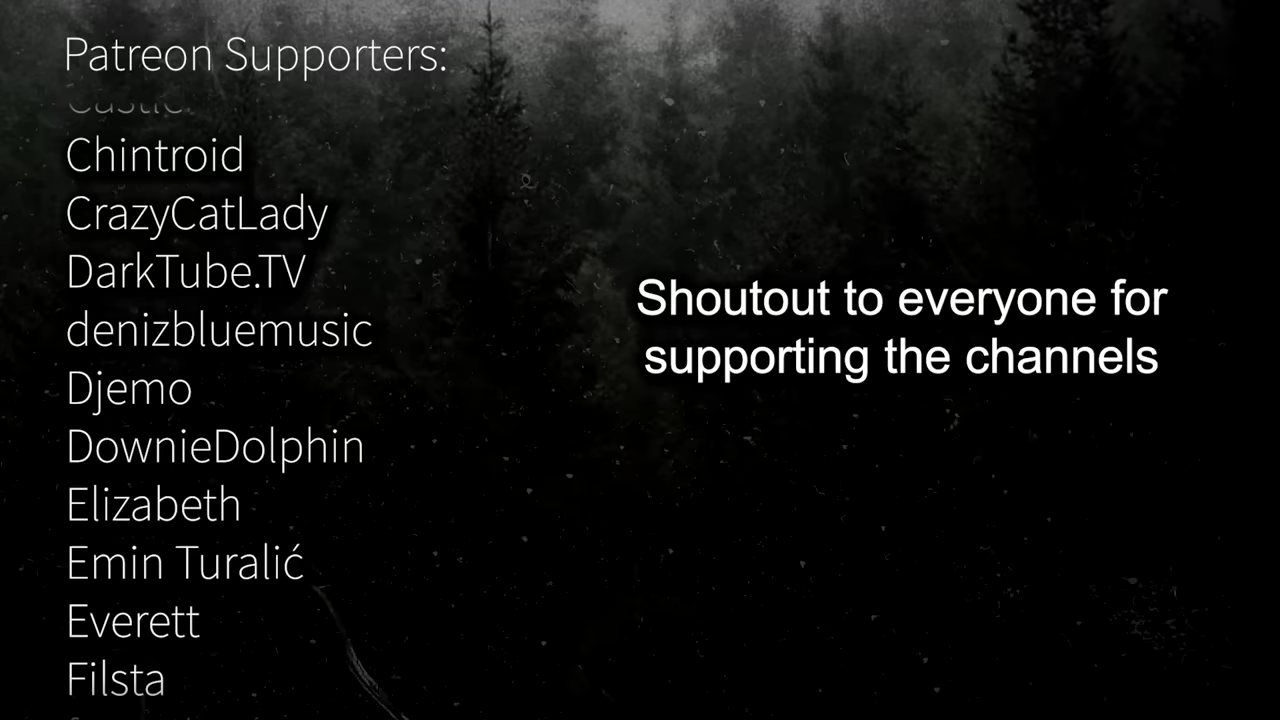 Patreon Supporters:
Chintroid
CrazyCatLady
DarkTube.TV
denizbluemusic
Djemo
DownieDolphin
Elizabeth
Emin Turalić
Everett
Filsta
Shoutout to everyone for
supporting the channels